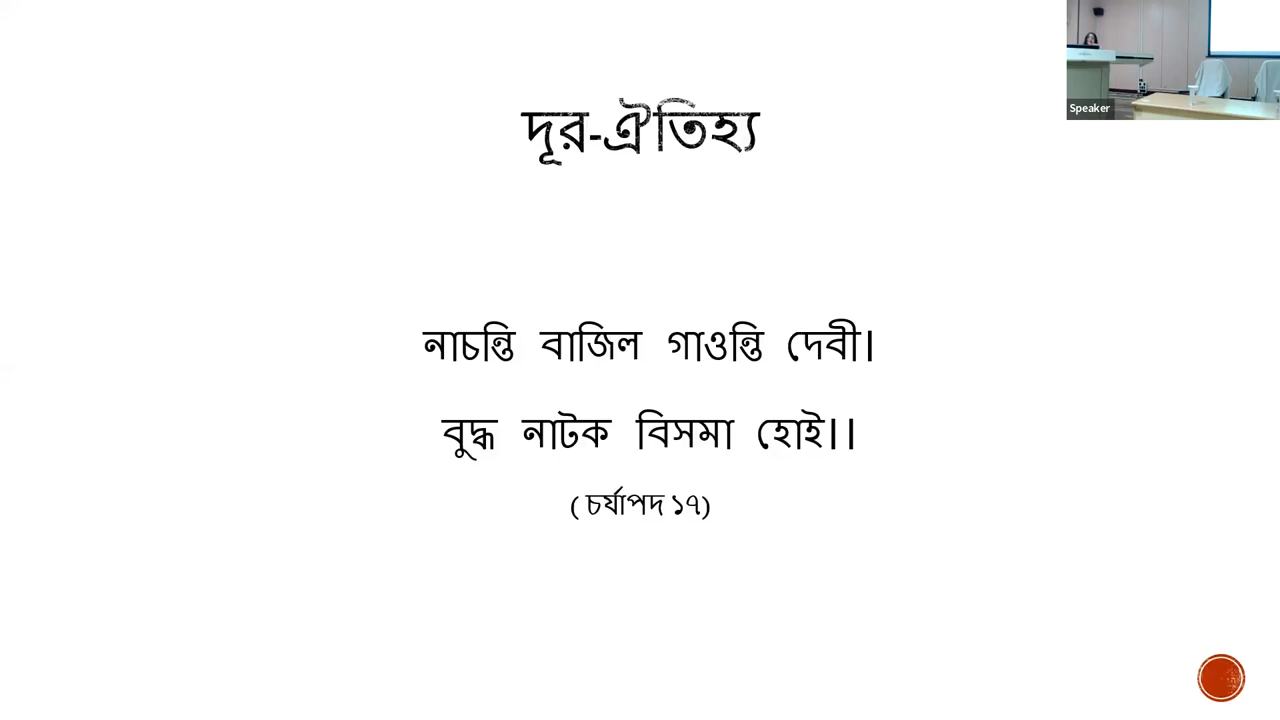 Speaker
দূর-ঐতিহ্য
নাচন্তি বাজিল গাওন্তি দেবী।
বুদ্ধ নাটক বিসমা হোই।।
( চর্যাপদ ১৭)